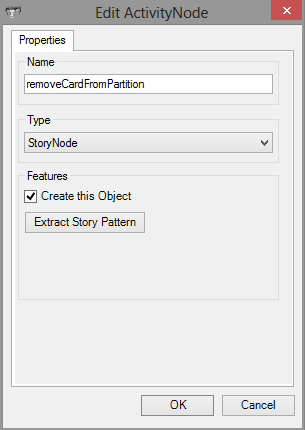 Edit ActivityNode
Properties
Name
removeCardFromPartition
Type
StoryNode
Features
Create this Object
Extract Story Pattern
OK
Cancel